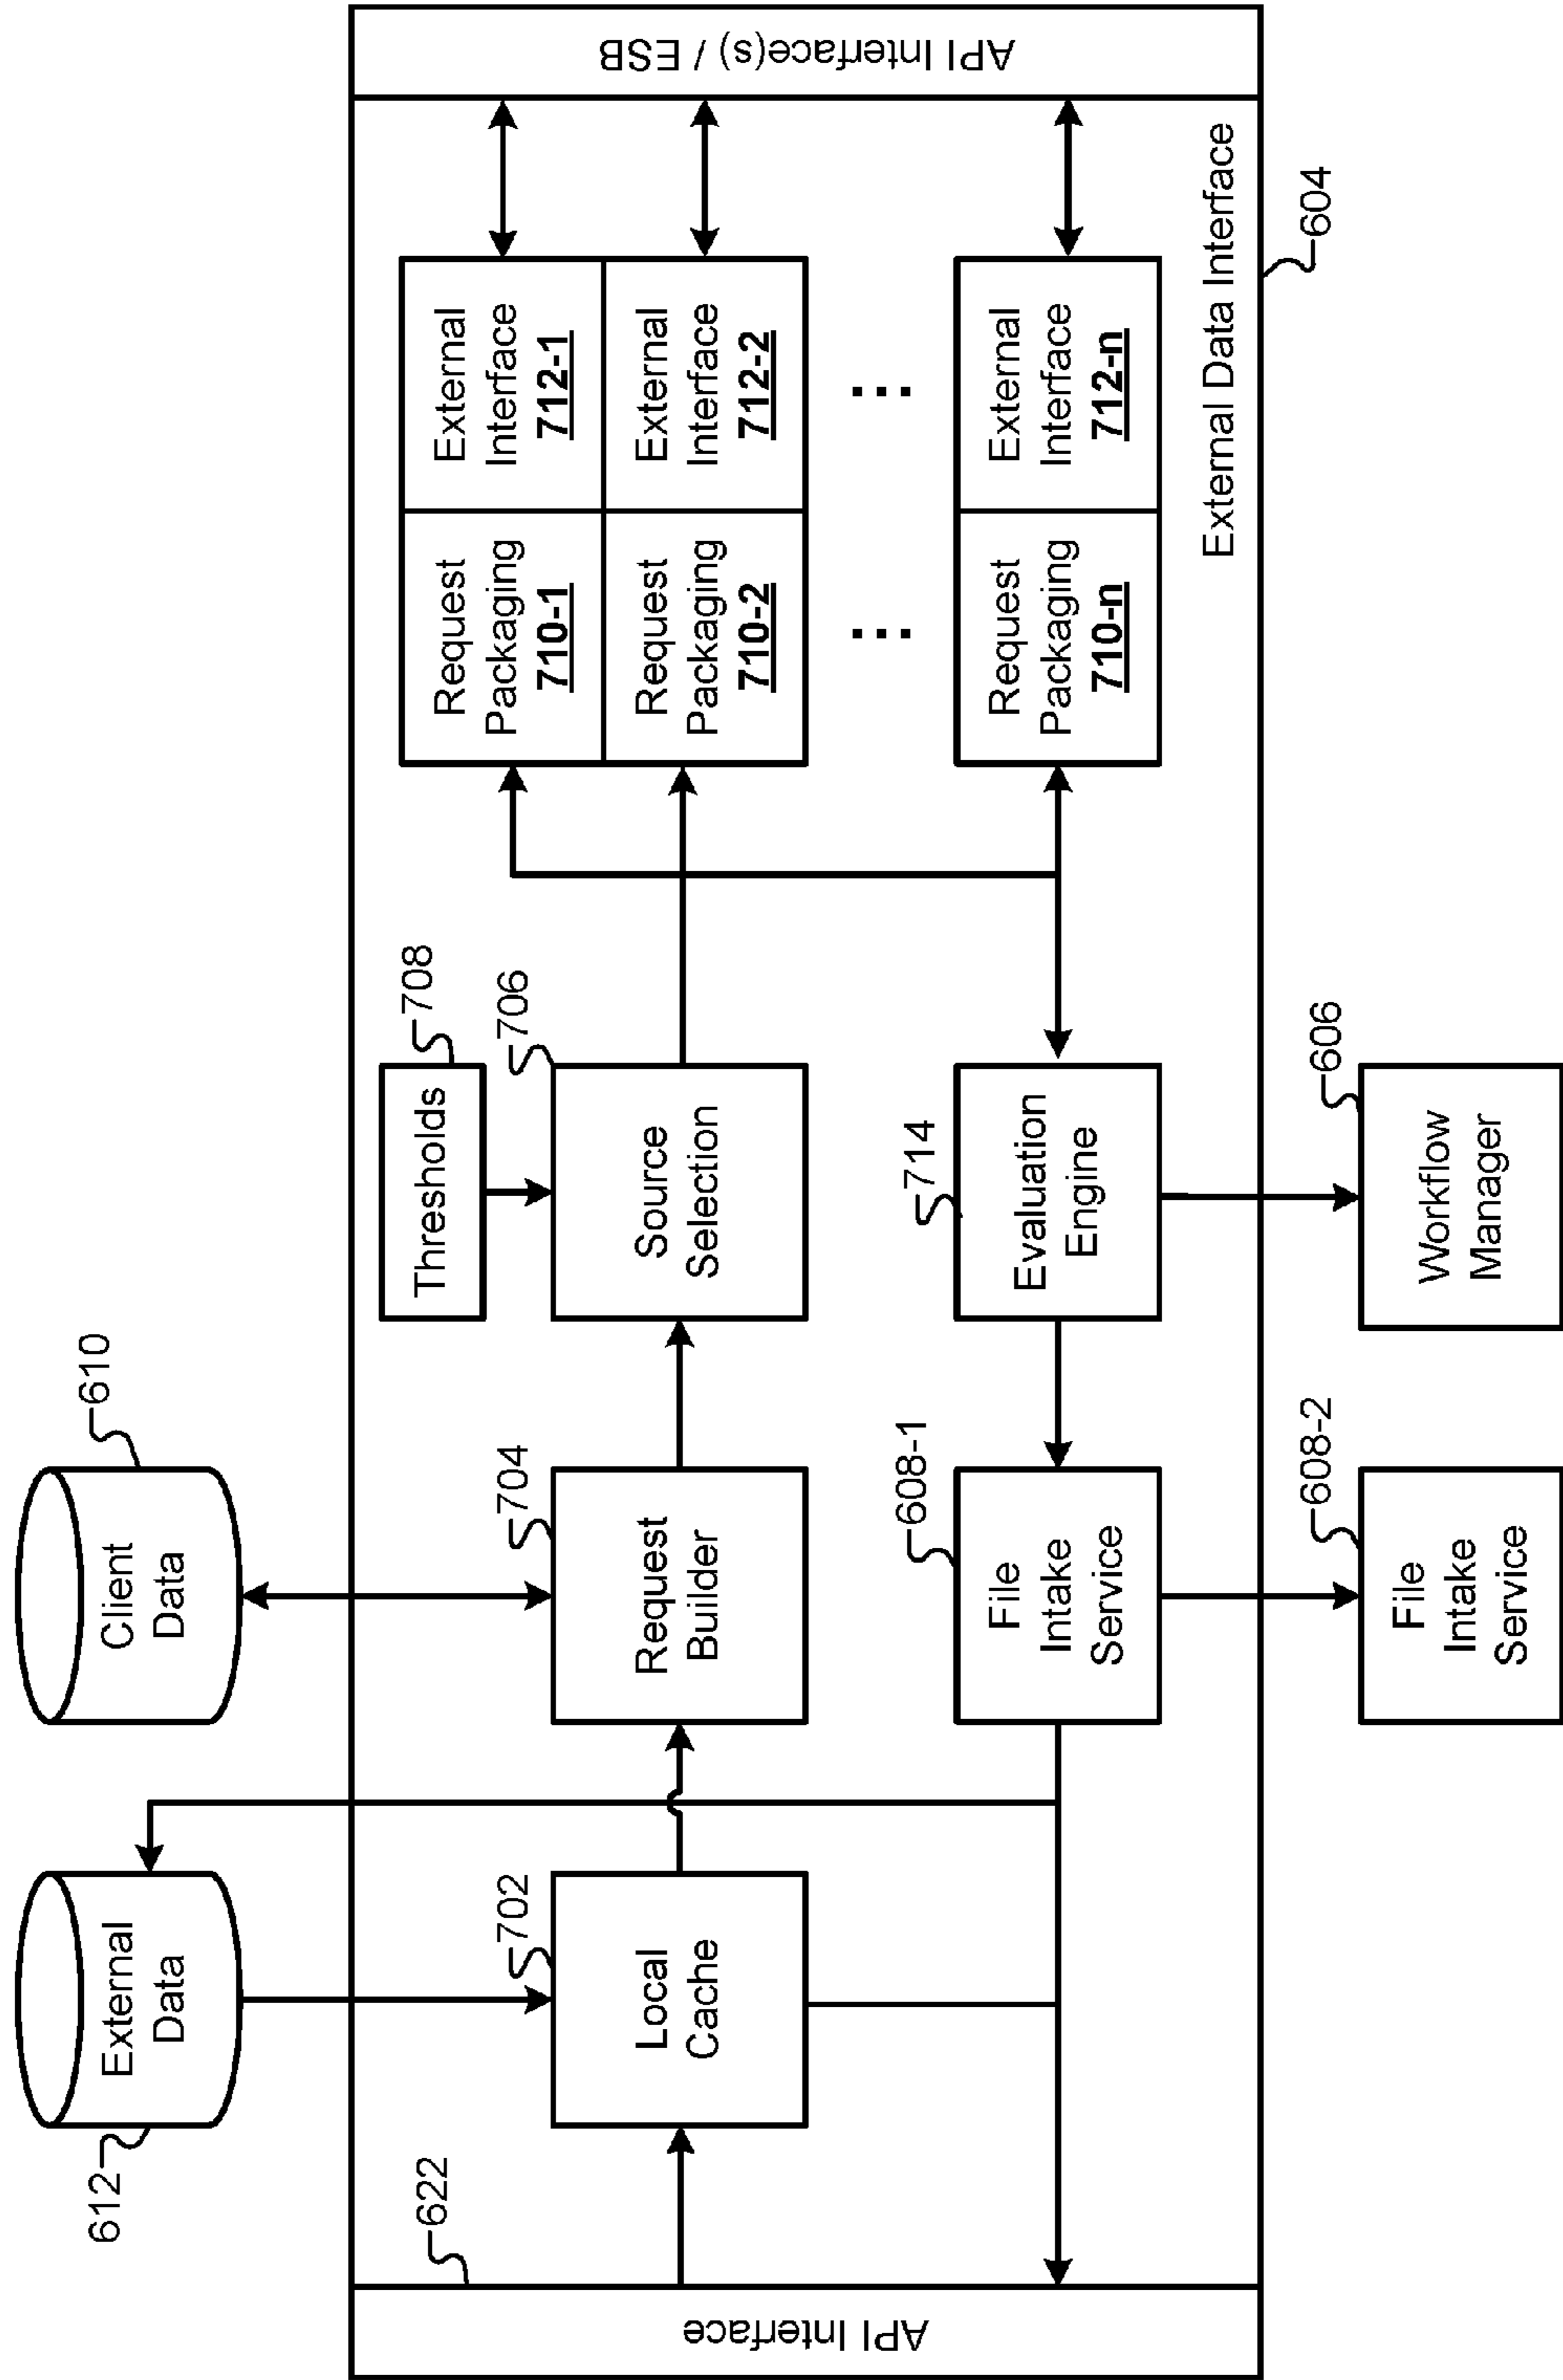 612
External
Data
Client
Data
610
622
702
704
706
Thresholds
708
API Interface
Local
Cache
Request
Builder
Source
Selection
Request
Packaging
710-1
External
Interface
712-1
Request
Packaging
710-2
External
Interface
712-2
...
...
Request
Packaging
710-n
External
Interface
712-n
API Interface(s) / ESB
608-1
File
Intake
Service
714
Evaluation
Engine
External Data Interface
604
608-2
File
Intake
Service
606
Workflow
Manager